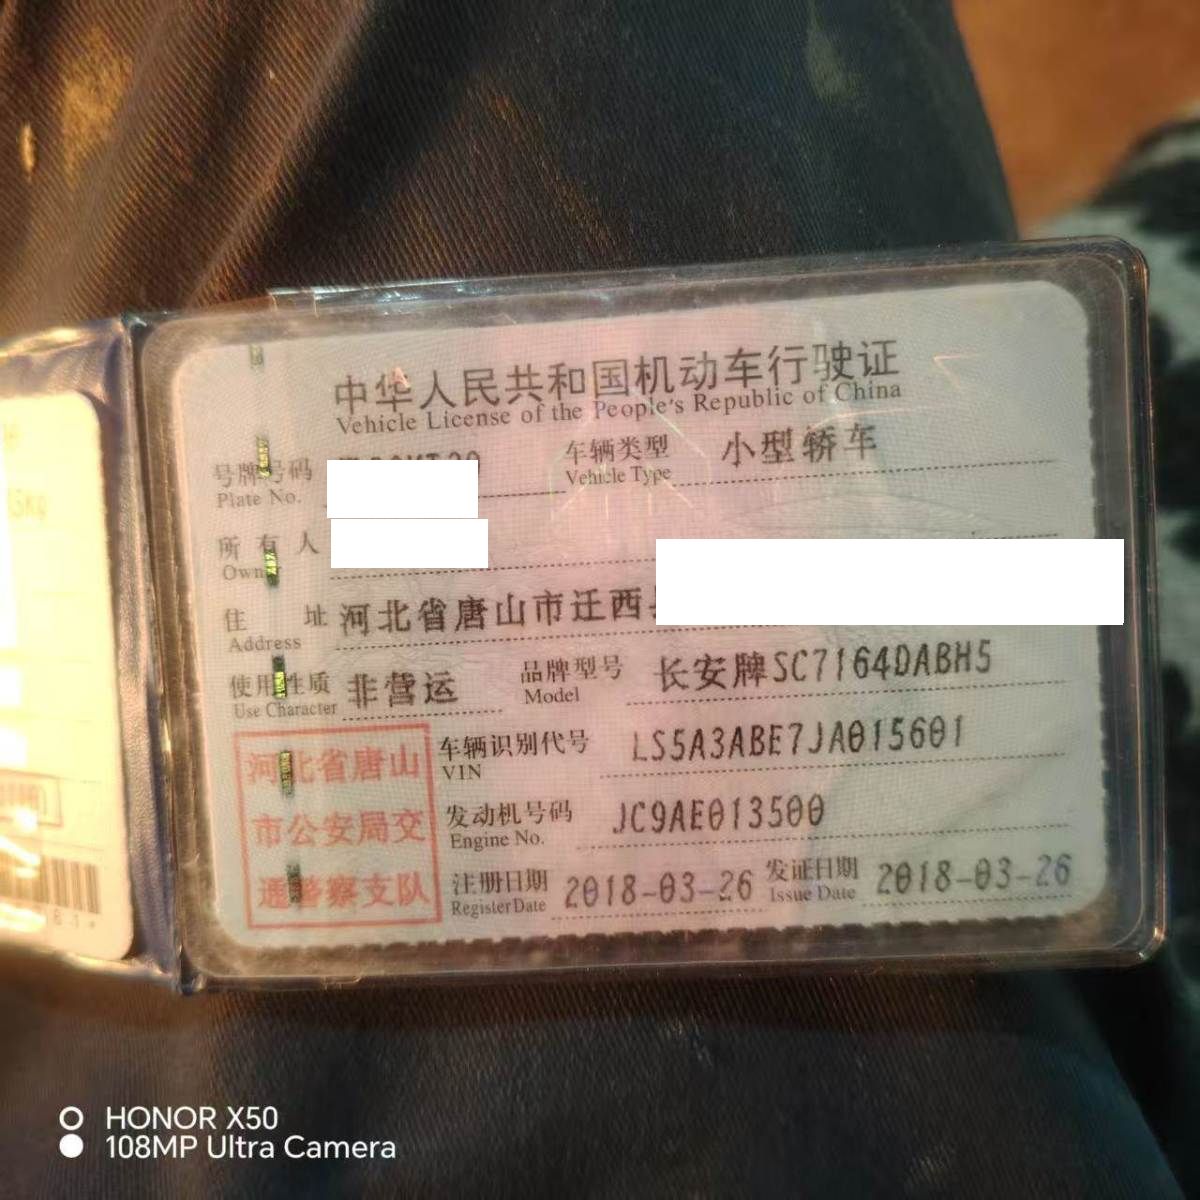 中华人民共和国机动车行驶证
Vehicle License of the People's Republic of China
号牌号码
Plate No.
车辆类型 小型轿车
Vehicle Type
所有人
Owner
住址 河北省唐山市迁西
Address
使用性质 非营运
Use Character
品牌型号 长安牌SC7164DABH5
Model
车辆识别代号 LS5A3ABE7JA015601
VIN
发动机号码 JC9AE013500
Engine No.
注册日期 2018-03-26
Register Date
发证日期 2018-03-26
Issue Date
河北省唐山
市公安局交
通警察支队
HONOR X50
108MP Ultra Camera